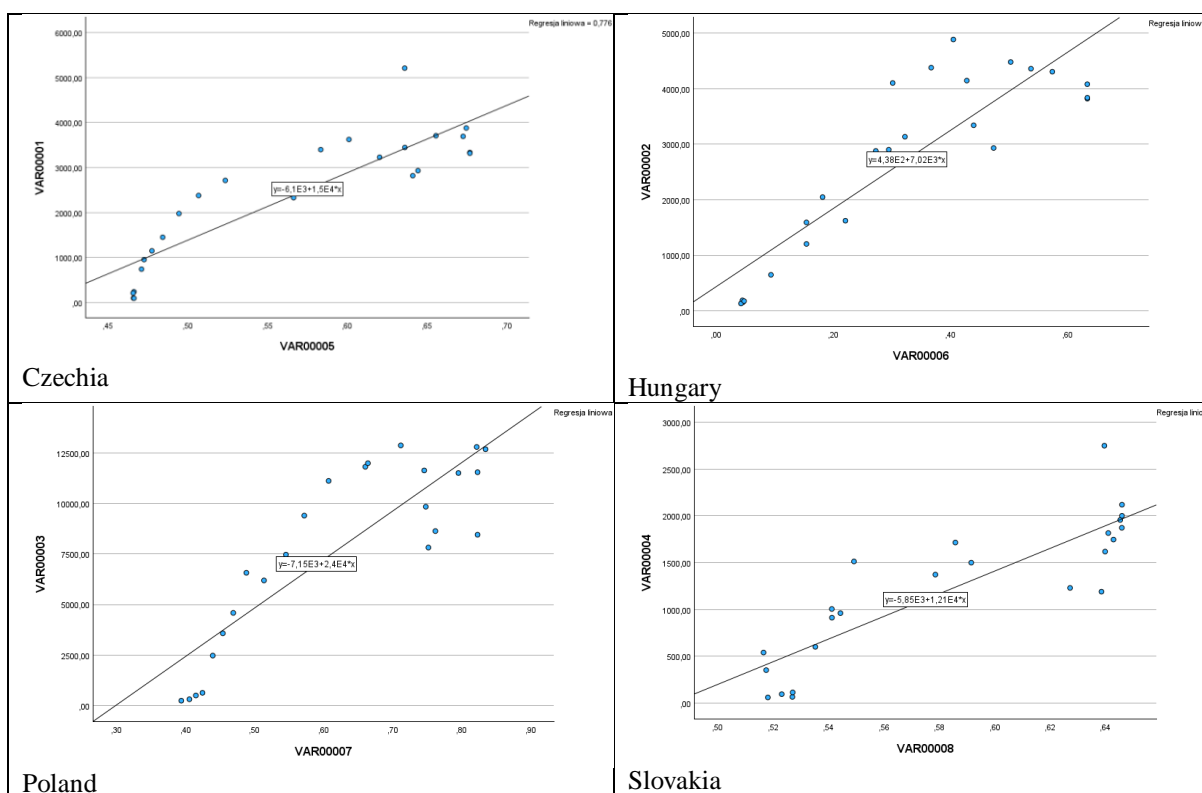 Regresja liniowa = 0,776
6000,00
5000,00
4000,00
3000,00
2000,00
1000,00
,00
VAR00001
y=-6,1E3+1,5E4*x
,45 ,50 ,55 ,60 ,65 ,70
VAR00005
Czechia
Regresja liniow
5000,00
4000,00
3000,00
2000,00
1000,00
,00
VAR00002
y=4,38E2+7,02E3*x
,00 ,20 ,40 ,60
VAR00006
Hungary
Regresja liniowa
12500,00
10000,00
7500,00
5000,00
2500,00
,00
VAR00003
y=-7,15E3+2,4E4*x
,30 ,40 ,50 ,60 ,70 ,80 ,90
VAR00007
Poland
Regresja linio
3000,00
2500,00
2000,00
1500,00
1000,00
500,00
,00
VAR00004
y=-5,85E3+1,21E4*x
,50 ,52 ,54 ,56 ,58 ,60 ,62 ,64
VAR00008
Slovakia